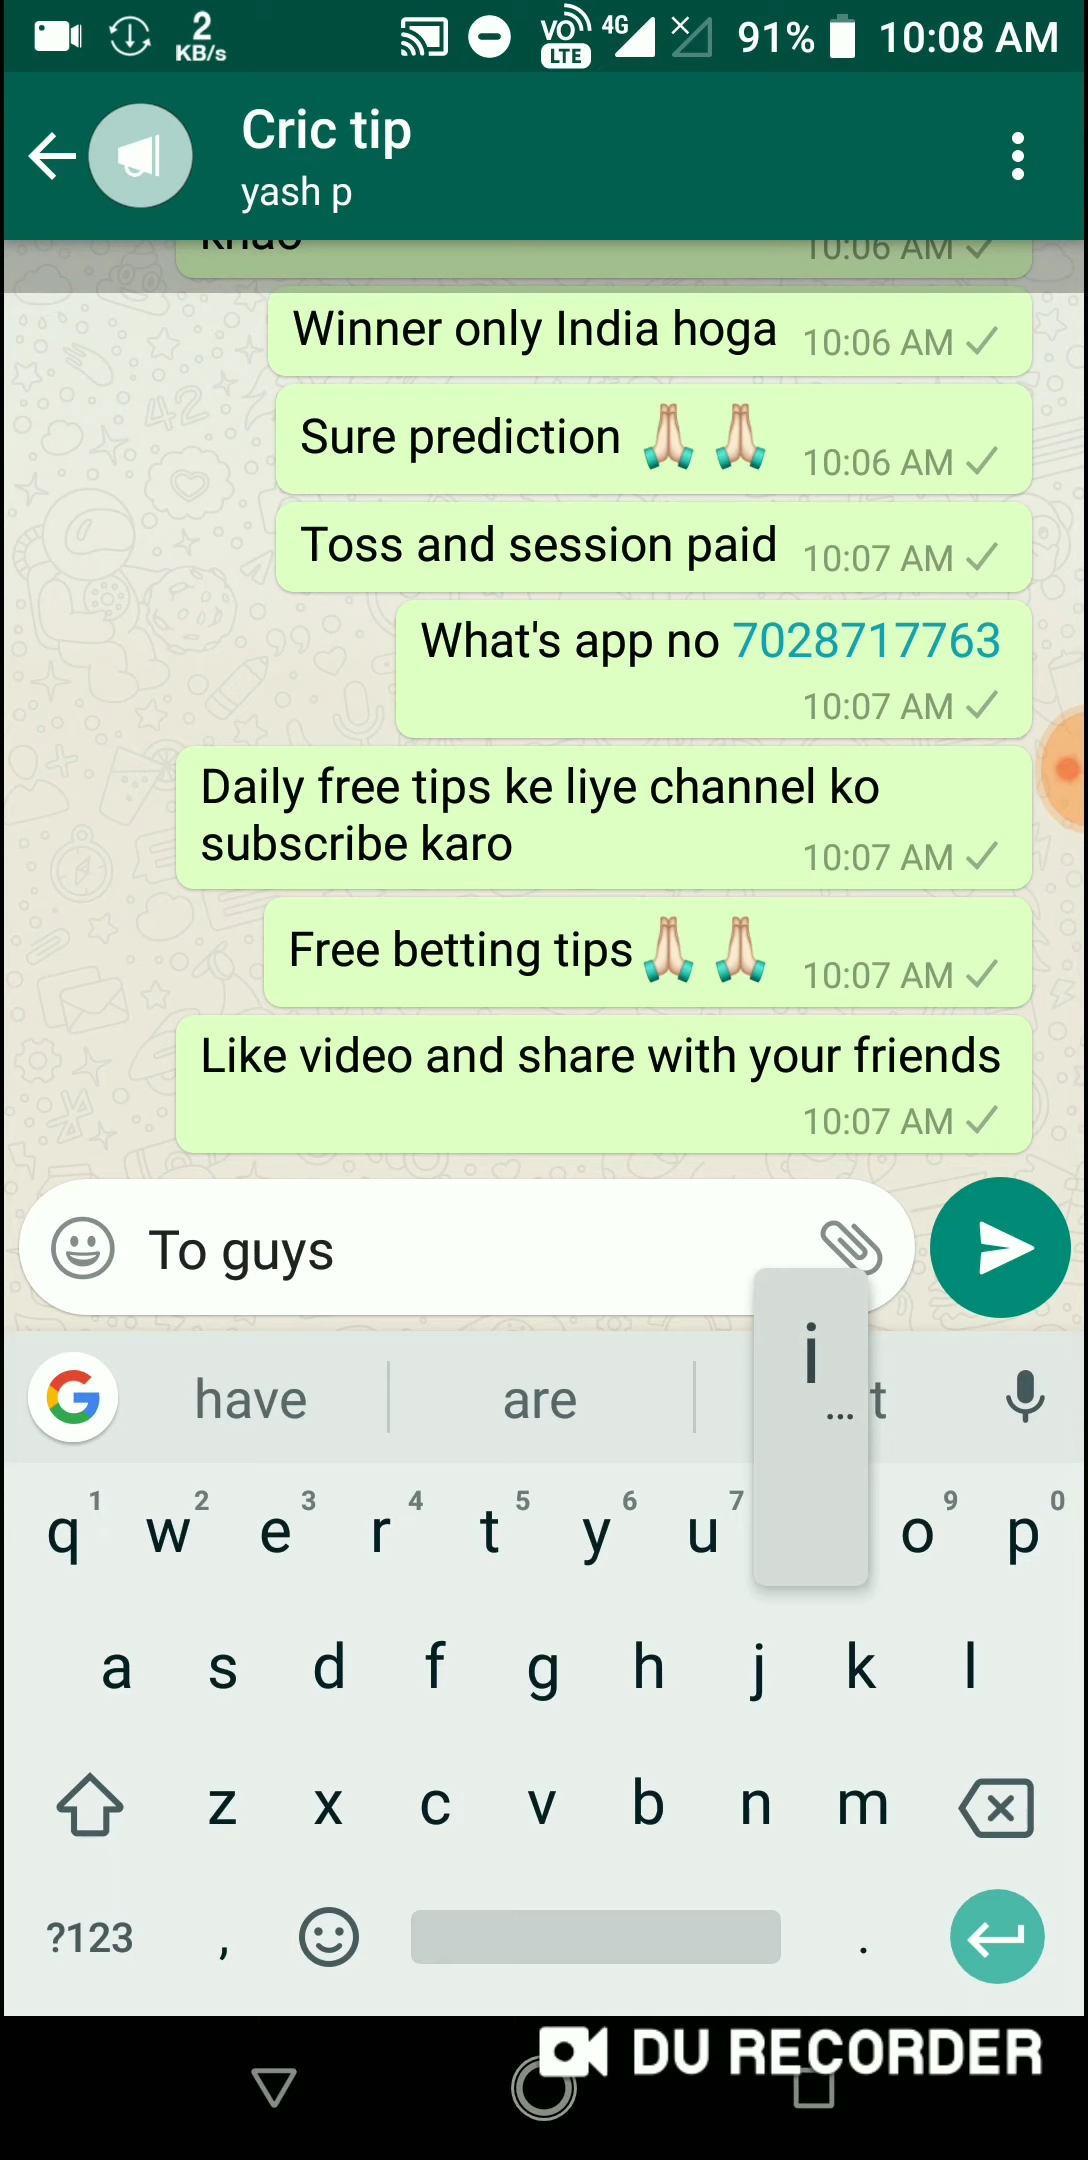 2
KB/s
VO
LTE
4G
91%
10:08 AM
Cric tip
yash p
khao
10:06 AM
Winner only India hoga
10:06 AM
Sure prediction 🙏🏻 🙏🏻
10:06 AM
Toss and session paid
10:07 AM
What's app no 7028717763
10:07 AM
Daily free tips ke liye channel ko
subscribe karo
10:07 AM
Free betting tips🙏🏻 🙏🏻
10:07 AM
Like video and share with your friends
10:07 AM
To guys
i
...
have
are
t
q 1 w 2 e 3 r 4 t 5 y 6 u 7 o 9 p 0
a s d f g h j k l
z x c v b n m
?123 , .
DU RECORDER